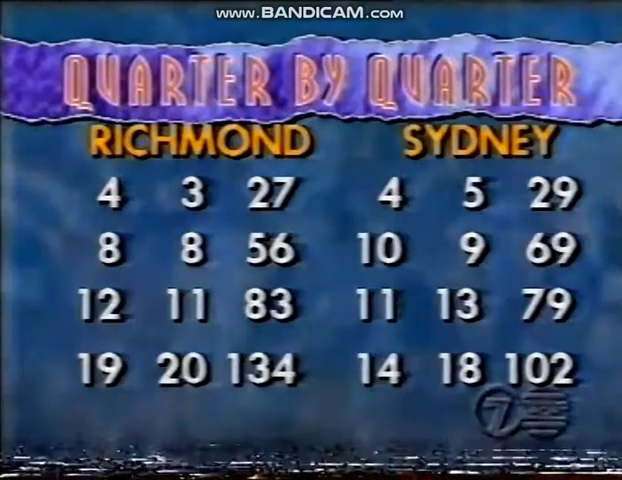 www.BANDICAM.com
QUARTER BY QUARTER
RICHMOND SYDNEY
4 3 27 4 5 29
8 8 56 10 9 69
12 11 83 11 13 79
19 20 134 14 18 102
7